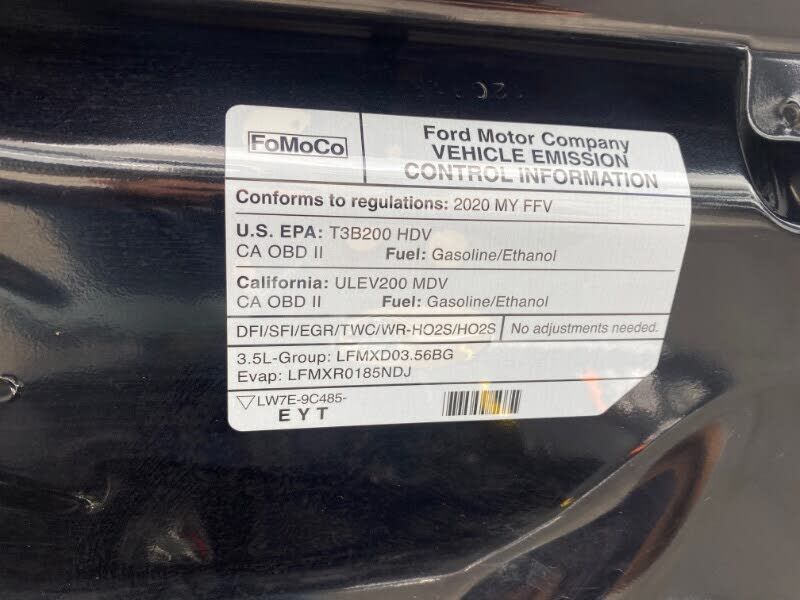 FoMoCo
Ford Motor Company
VEHICLE EMISSION
CONTROL INFORMATION
Conforms to regulations: 2020 MY FFV
U.S. EPA: T3B200 HDV
CA OBD II Fuel: Gasoline/Ethanol
California: ULEV200 MDV
CA OBD II Fuel: Gasoline/Ethanol
DFI/SFI/EGR/TWC/WR-HO2S/HO2S No adjustments needed.
3.5L-Group: LFMXD03.56BG
Evap: LFMXR0185NDJ
LW7E-9C485-
E Y T